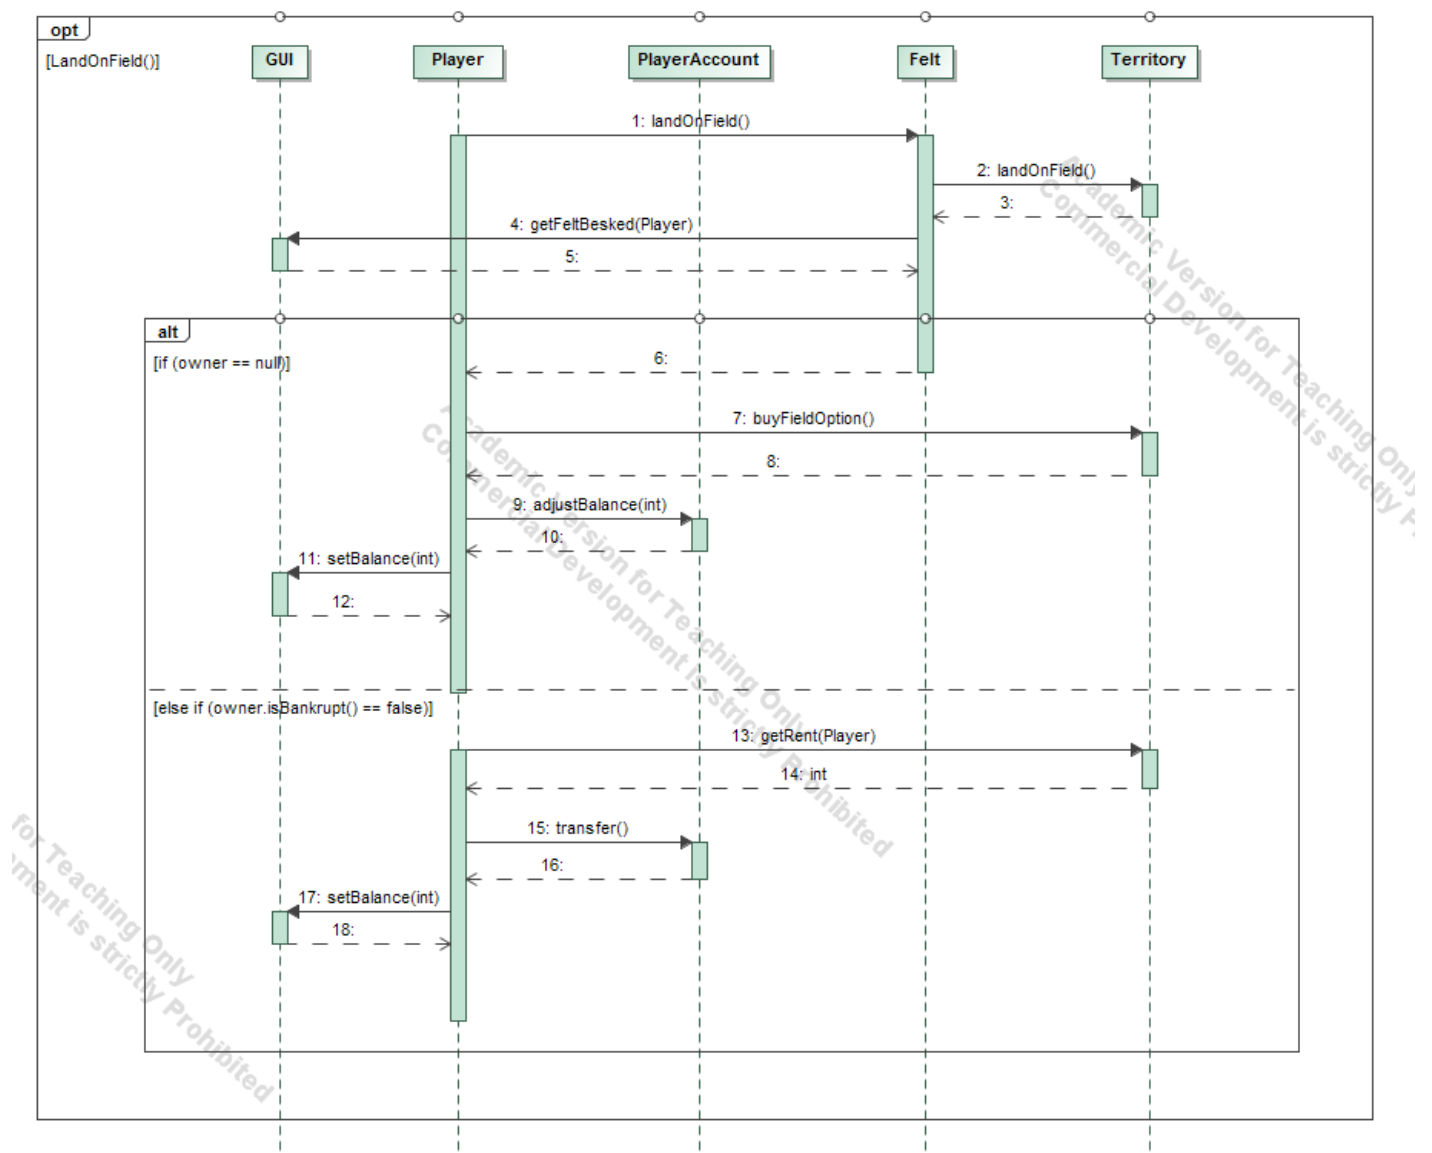 opt
[LandOnField()]
GUI
Player
PlayerAccount
Felt
Territory
1: landOnField()
2: landOnField()
3:
4: getFeltBesked(Player)
5:
alt
[if (owner == null)]
6:
7: buyFieldOption()
8:
9: adjustBalance(int)
10:
11: setBalance(int)
12:
[else if (owner.isBankrupt() == false)]
13: getRent(Player)
14: int
15: transfer()
16:
17: setBalance(int)
18:
Academic Version for Teaching Only
Commercial Development is strictly P
Academic Version for Teaching Only
Commercial Development is strictly Prohibited
for Teaching Only
ment is strictly Prohibited